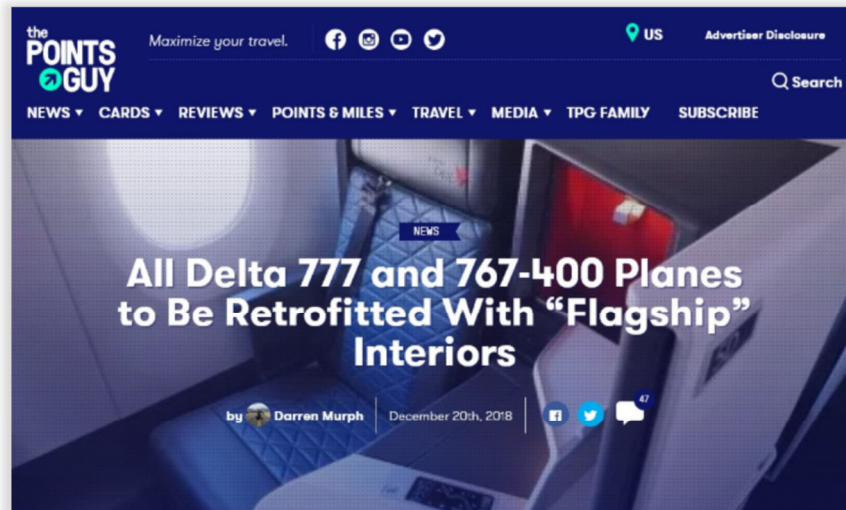 the
POINTS
GUY
Maximize your travel.
US
Advertiser Disclosure
Search
NEWS CARDS REVIEWS POINTS & MILES TRAVEL MEDIA TPG FAMILY SUBSCRIBE
NEWS
All Delta 777 and 767-400 Planes
to Be Retrofitted With “Flagship”
Interiors
by Darren Murph December 20th, 2018 47